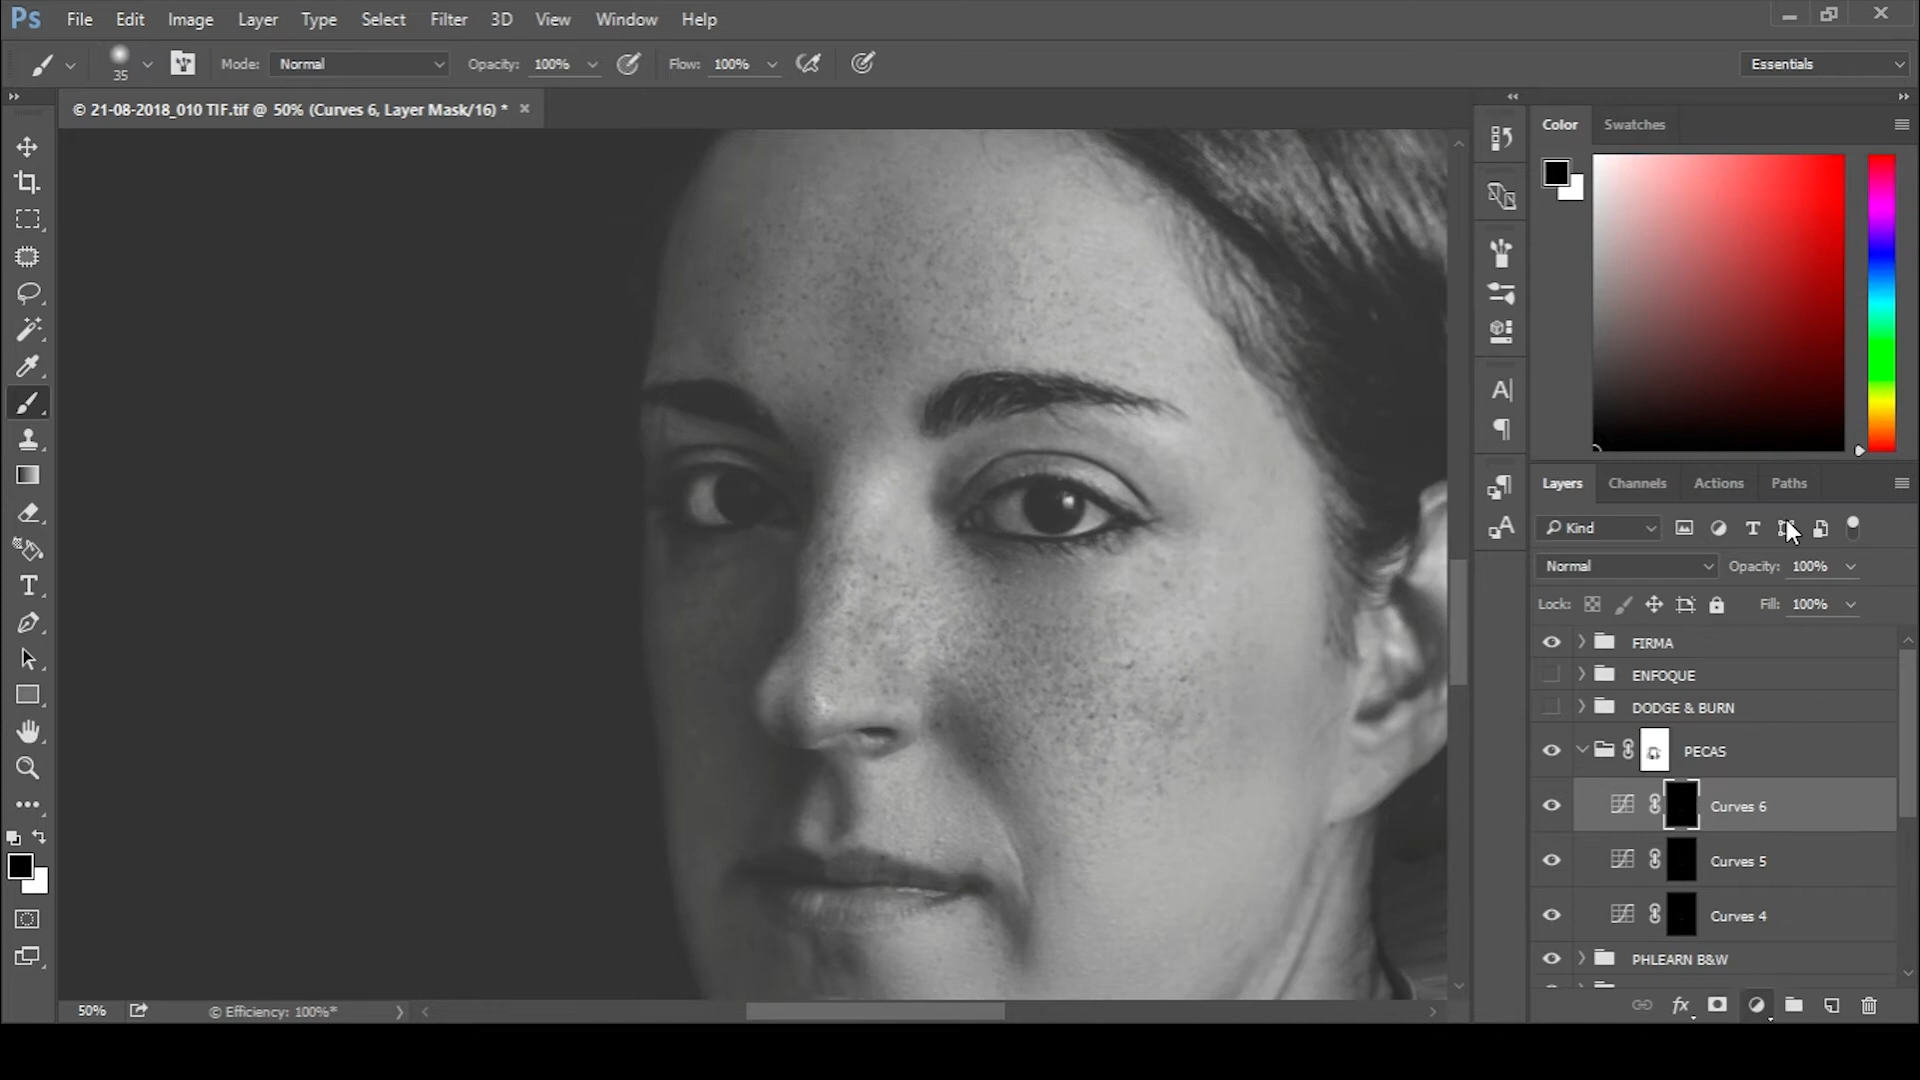 Ps File Edit Image Layer Type Select Filter 3D View Window Help
35 Mode: Normal Opacity: 100% Flow: 100% Essentials
© 21-08-2018_010 TIF.tif @ 50% (Curves 6, Layer Mask/16) *
Color Swatches
Layers Channels Actions Paths
Kind
Normal Opacity: 100%
Lock: Fill: 100%
FIRMA
ENFOQUE
DODGE & BURN
PECAS
Curves 6
Curves 5
Curves 4
PHLEARN B&W
50% © Efficiency: 100%*